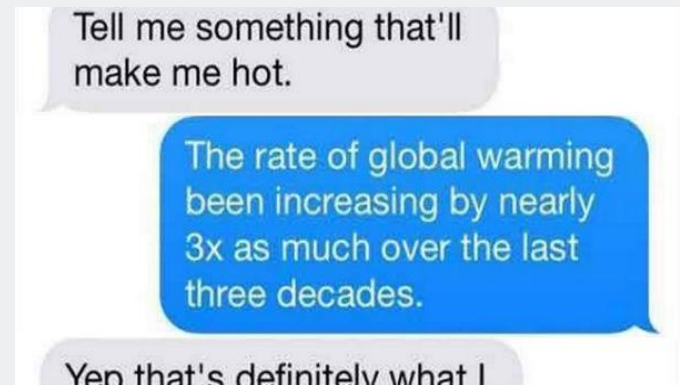 Tell me something that'll
make me hot.
The rate of global warming
been increasing by nearly
3x as much over the last
three decades.
Yep that's definitely what I